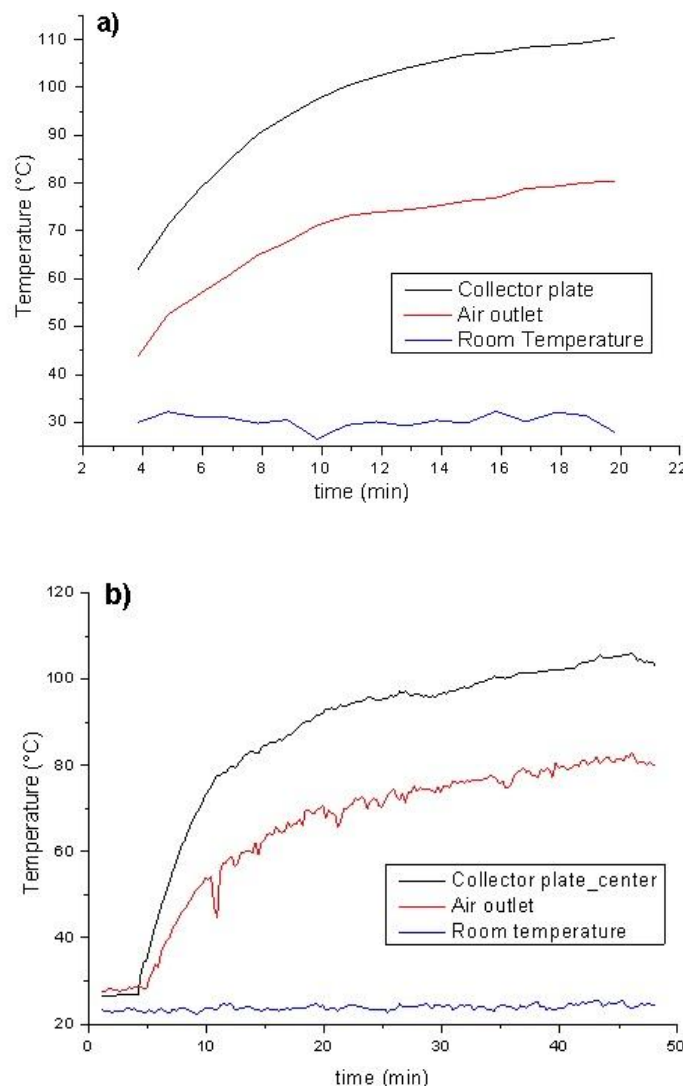 a)
110
100
90
80
70
60
50
40
30
Temperature (°C)
Collector plate
Air outlet
Room Temperature
2 4 6 8 10 12 14 16 18 20 22
time (min)
b)
120
100
80
60
40
20
Temperature (°C)
Collector plate_center
Air outlet
Room temperature
0 10 20 30 40 50
time (min)